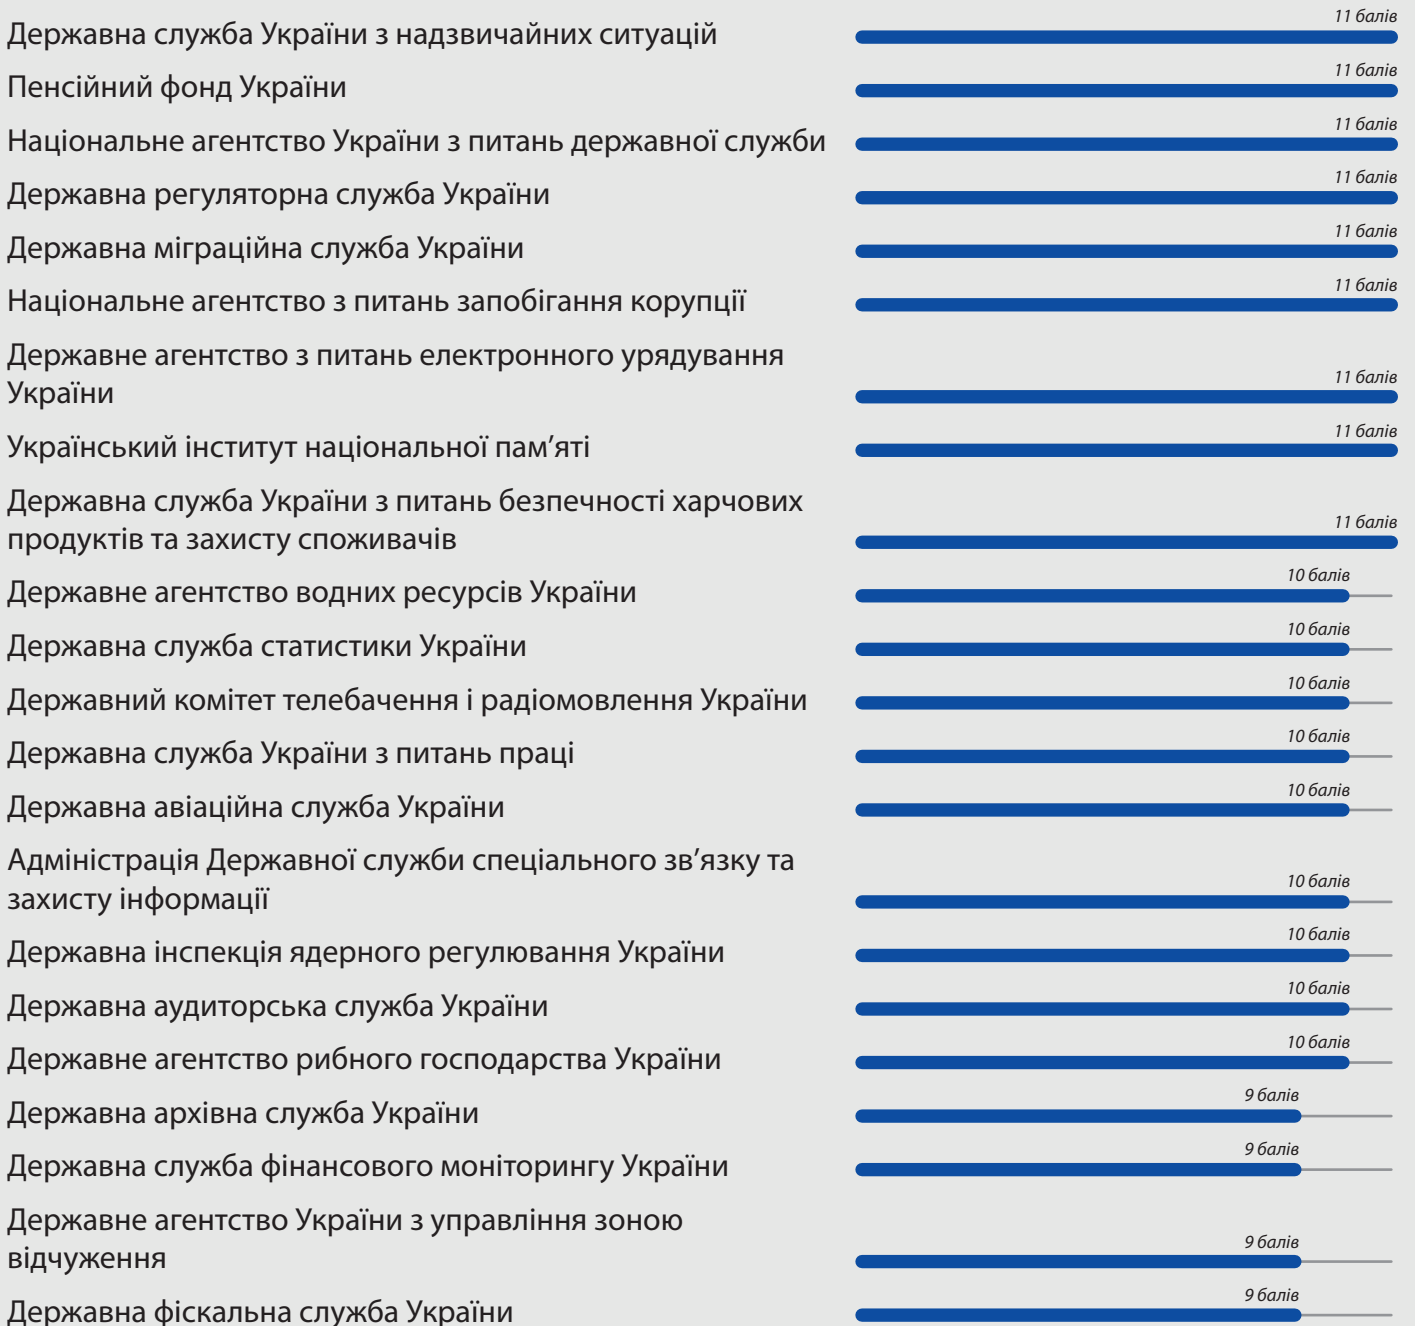 11 балів
Державна служба України з надзвичайних ситуацій
11 балів
Пенсійний фонд України
11 балів
Національне агентство України з питань державної служби
11 балів
Державна регуляторна служба України
11 балів
Державна міграційна служба України
11 балів
Національне агентство з питань запобігання корупції
Державне агентство з питань електронного урядування
України
11 балів
11 балів
Український інститут національної пам’яті
Державна служба України з питань безпечності харчових
продуктів та захисту споживачів
11 балів
10 балів
Державне агентство водних ресурсів України
10 балів
Державна служба статистики України
10 балів
Державний комітет телебачення і радіомовлення України
10 балів
Державна служба України з питань праці
10 балів
Державна авіаційна служба України
Адміністрація Державної служби спеціального зв’язку та
захисту інформації
10 балів
10 балів
Державна інспекція ядерного регулювання України
10 балів
Державна аудиторська служба України
10 балів
Державне агентство рибного господарства України
9 балів
Державна архівна служба України
9 балів
Державна служба фінансового моніторингу України
Державне агентство України з управління зоною
відчуження
9 балів
9 балів
Державна фіскальна служба України